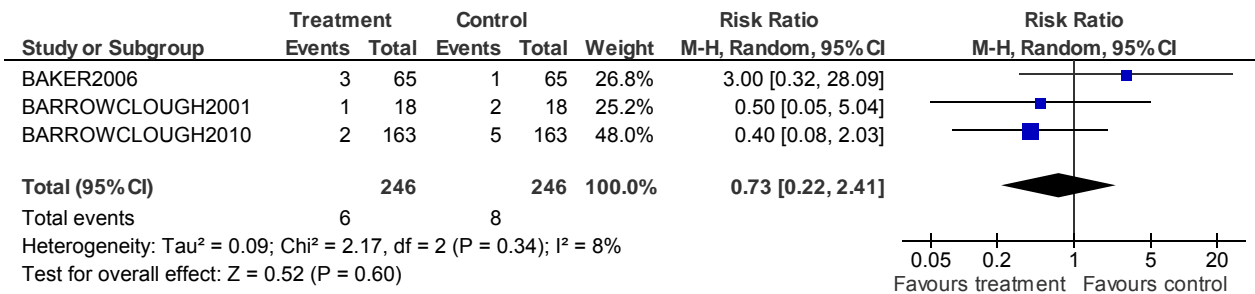 Treatment Control Risk Ratio Risk Ratio
Study or Subgroup Events Total Events Total Weight M-H, Random, 95% CI M-H, Random, 95% CI
BAKER2006 3 65 1 65 26.8% 3.00 [0.32, 28.09]
BARROWCLOUGH2001 1 18 2 18 25.2% 0.50 [0.05, 5.04]
BARROWCLOUGH2010 2 163 5 163 48.0% 0.40 [0.08, 2.03]
Total (95% CI) 246 246 100.0% 0.73 [0.22, 2.41]
Total events 6 8
Heterogeneity: Tau² = 0.09; Chi² = 2.17, df = 2 (P = 0.34); I² = 8%
Test for overall effect: Z = 0.52 (P = 0.60)
0.05 0.2 1 5 20
Favours treatment Favours control